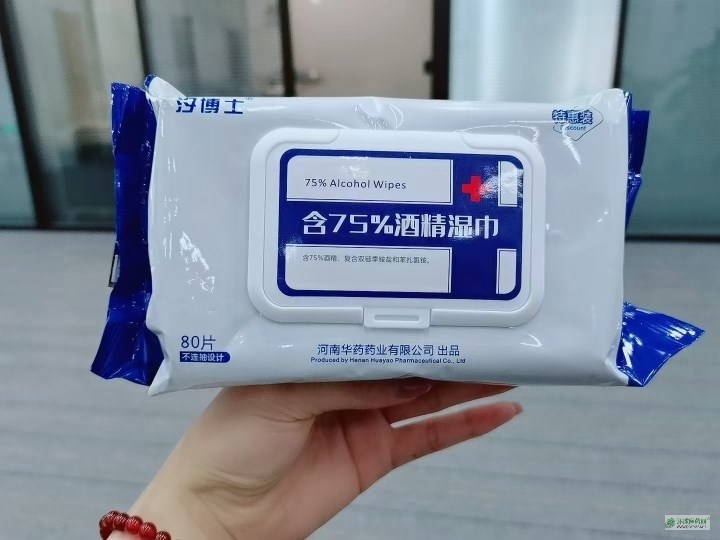 汐博士
特惠装
Discount
75% Alcohol Wipes
含75%酒精湿巾
含75%酒精、复合双链季铵盐和苯扎氯铵。
80片
不连抽设计
河南华药药业有限公司 出品
Produced by Henan Huayao Pharmaceutical Co., Ltd